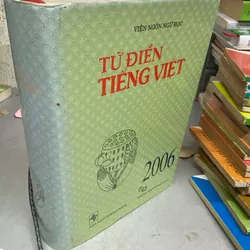 VIỆN NGÔN NGỮ HỌC
TỪ ĐIỂN
TIẾNG VIỆT
2006